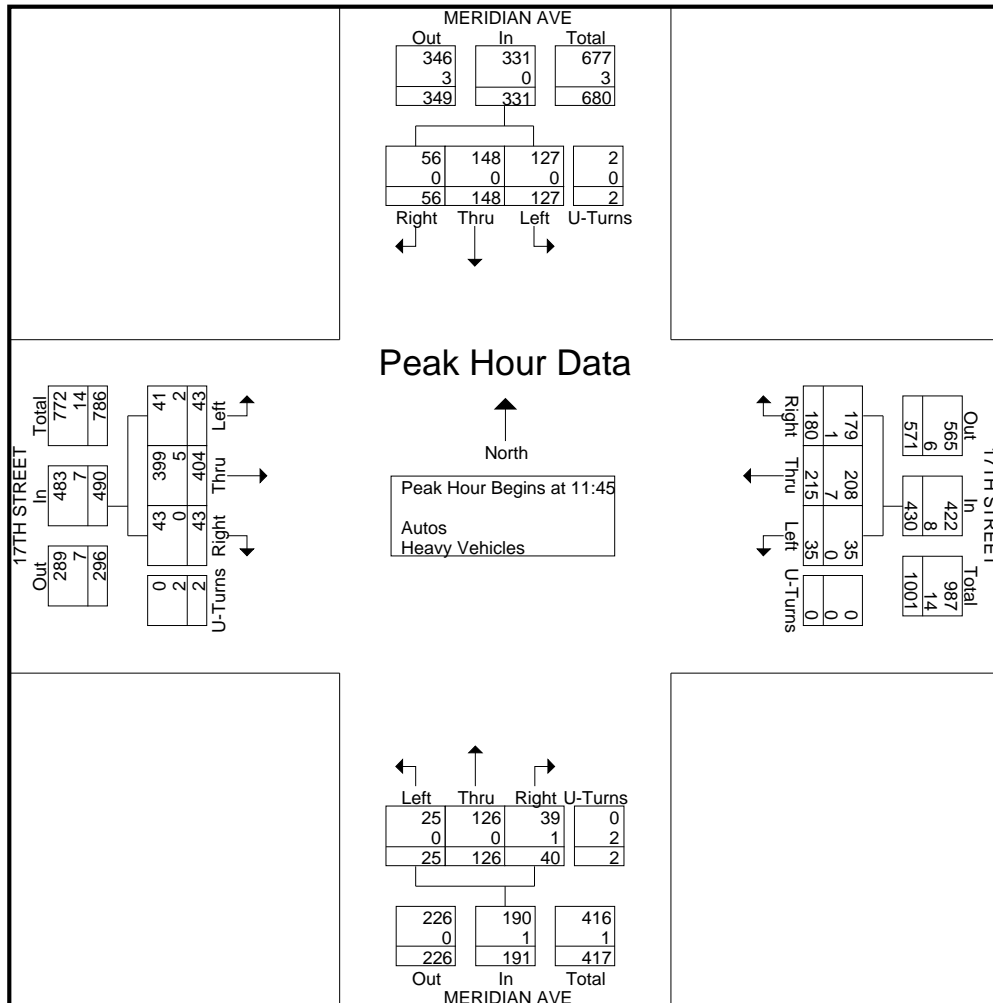 MERIDIAN AVE
Out In Total
346 331 677
3 0 3
349 331 680
56 148 127 2
0 0 0 0
56 148 127 2
Right Thru Left U-Turns
Peak Hour Data
North
Peak Hour Begins at 11:45
Autos
Heavy Vehicles
17TH STREET
Total In Out
772 483 289
14 7 7
786 490 296
41 399 43 0
2 5 0 2
43 404 43 2
Left Thru Right U-Turns
17TH STREET
Out In Total
565 422 987
6 8 14
571 430 1001
179 208 35 0
1 7 0 0
180 215 35 0
Right Thru Left U-Turns
Left Thru Right U-Turns
25 126 39 0
0 0 1 2
25 126 40 2
226 190 416
0 1 1
226 191 417
Out In Total
MERIDIAN AVE